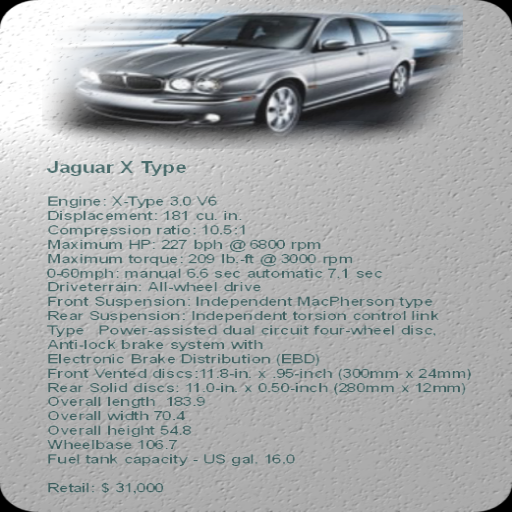 Jaguar X Type
Engine: X-Type 3.0 V6
Displacement: 181 cu. in.
Compression ratio: 10.5:1
Maximum HP: 227 bph @ 6800 rpm
Maximum torque: 209 lb.-ft @ 3000 rpm
0-60mph: manual 6.6 sec automatic 7.1 sec
Driveterrain: All-wheel drive
Front Suspension: Independent MacPherson type
Rear Suspension: Independent torsion control link
Type  Power-assisted dual circuit four-wheel disc,
Anti-lock brake system with
Electronic Brake Distribution (EBD)
Front Vented discs:11.8-in. x .95-inch (300mm x 24mm)
Rear Solid discs: 11.0-in. x 0.50-inch (280mm x 12mm)
Overall length  183.9
Overall width 70.4
Overall height 54.8
Wheelbase 106.7
Fuel tank capacity - US gal. 16.0
Retail: $ 31,000